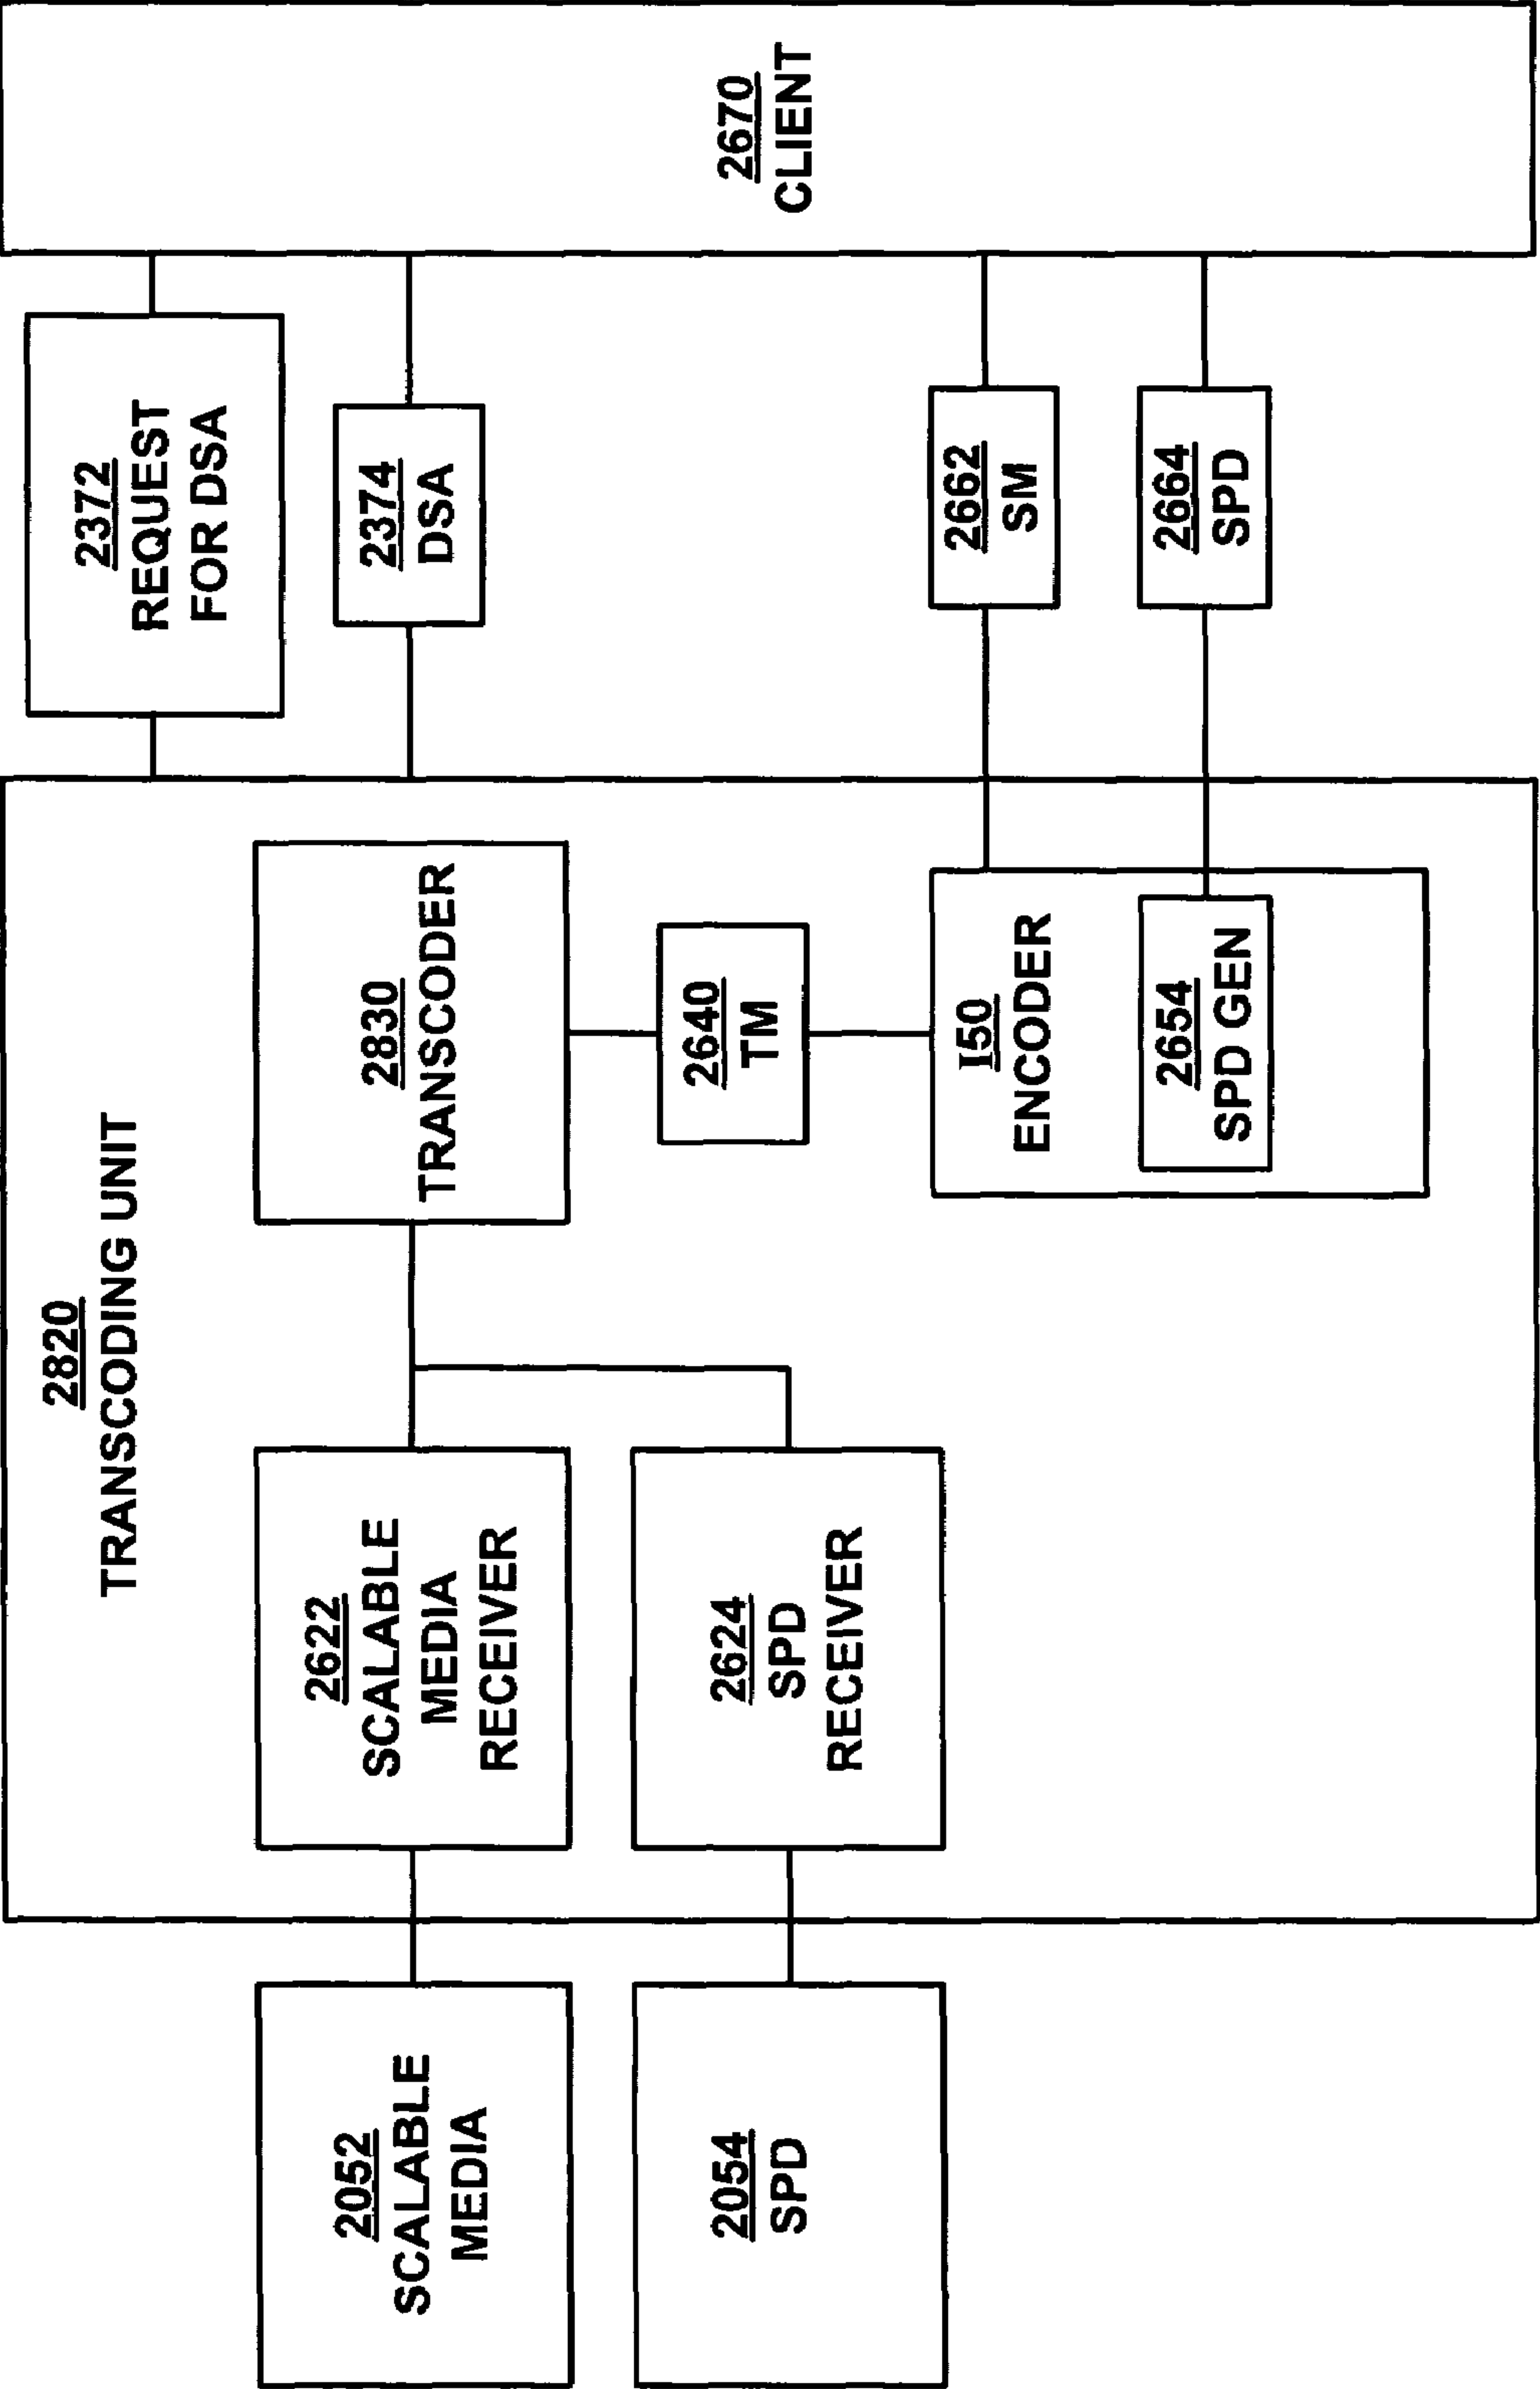 2820
TRANSCODING UNIT
2052
SCALABLE
MEDIA
2622
SCALABLE
MEDIA
RECEIVER
2830
TRANSCODER
2372
REQUEST
FOR DSA
2374
DSA
2670
CLIENT
2054
SPD
2624
SPD
RECEIVER
2640
TM
I50
ENCODER
2654
SPD GEN
2662
SM
2664
SPD